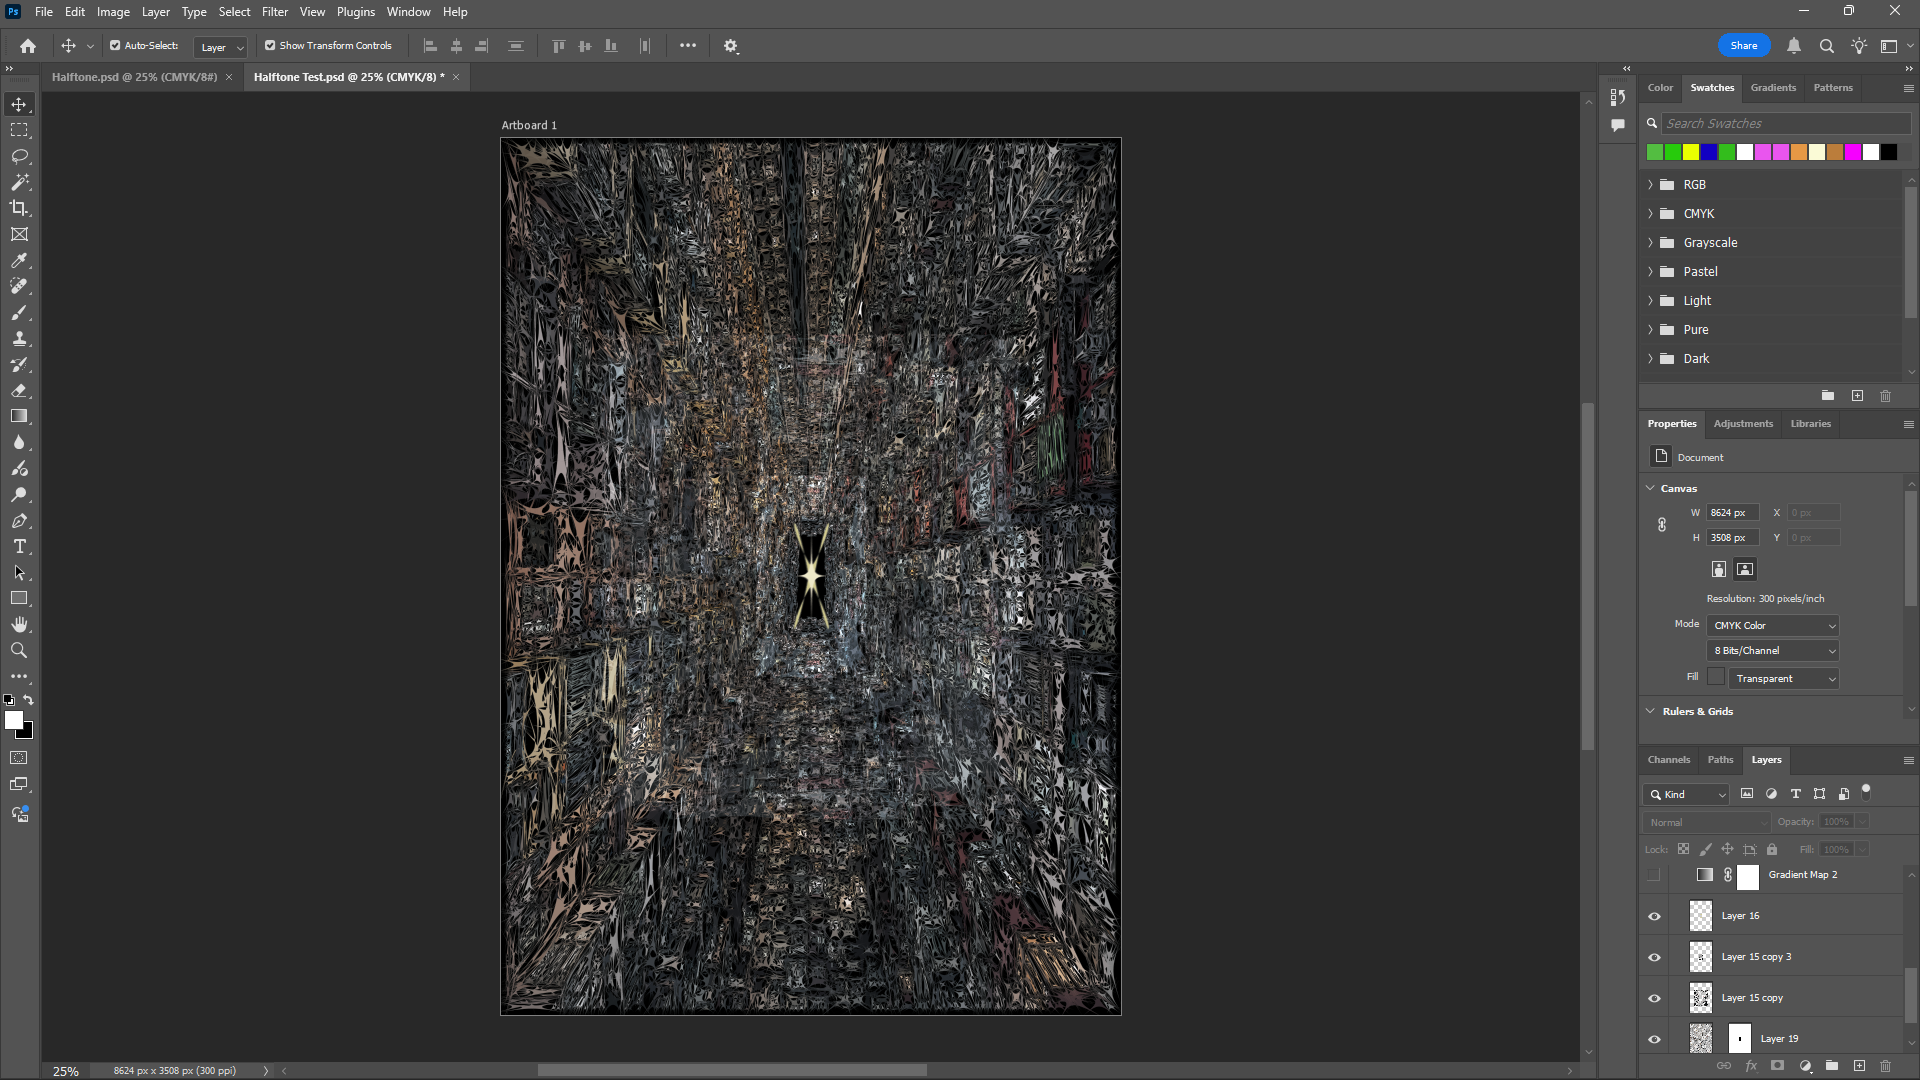 Ps File Edit Image Layer Type Select Filter View Plugins Window Help
Auto-Select: Layer Show Transform Controls Share
Halftone.psd @ 25% (CMYK/8#) Halftone Test.psd @ 25% (CMYK/8) *
Artboard 1
Color Swatches Gradients Patterns
Search Swatches
RGB
CMYK
Grayscale
Pastel
Light
Pure
Dark
Properties Adjustments Libraries
Document
Canvas
W 8624 px X 0 px
H 3508 px Y 0 px
Resolution: 300 pixels/inch
Mode CMYK Color
8 Bits/Channel
Fill Transparent
Rulers & Grids
Channels Paths Layers
Kind
Normal Opacity: 100%
Lock: Fill: 100%
Gradient Map 2
Layer 16
Layer 15 copy 3
Layer 15 copy
Layer 19
fx
25% 8624 px x 3508 px (300 ppi)